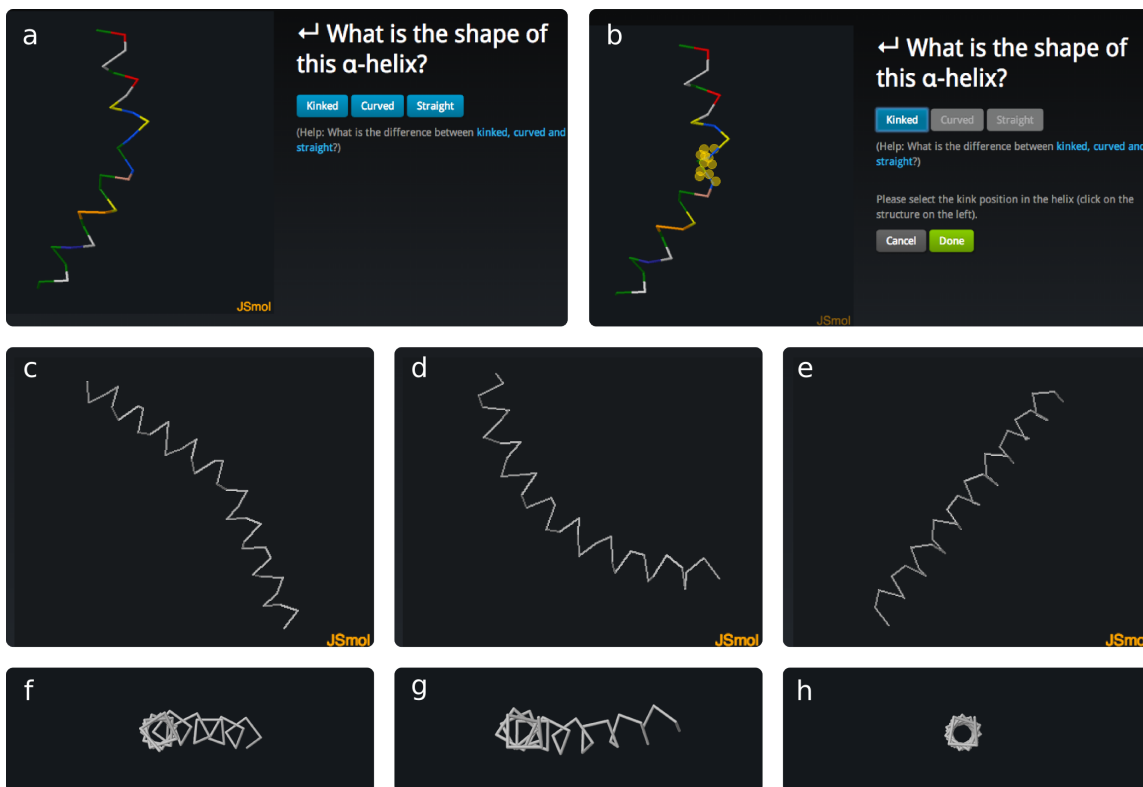 a
↵ What is the shape of
this α-helix?
Kinked Curved Straight
(Help: What is the difference between kinked, curved and
straight?)
JSmol
b
↵ What is the shape of
this α-helix?
Kinked Curved Straight
(Help: What is the difference between kinked, curved and
straight?)
Please select the kink position in the helix (click on the
structure on the left).
Cancel Done
JSmol
c
JSmol
d
e
JSmo
f
g
h